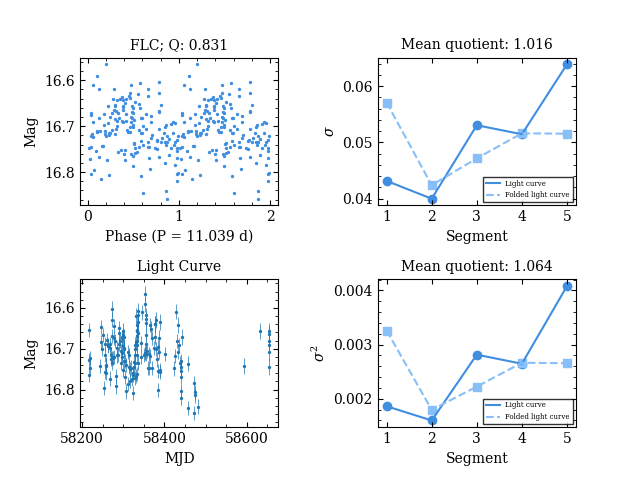 FLC; Q: 0.831
Mag
16.6
16.7
16.8
0
1
2
Phase (P = 11.039 d)
Mean quotient: 1.016
σ
0.06
0.05
0.04
1
2
3
4
5
Segment
Light curve
Folded light curve
Light Curve
Mag
16.6
16.7
16.8
58200
58400
58600
MJD
Mean quotient: 1.064
σ²
0.004
0.003
0.002
1
2
3
4
5
Segment
Light curve
Folded light curve